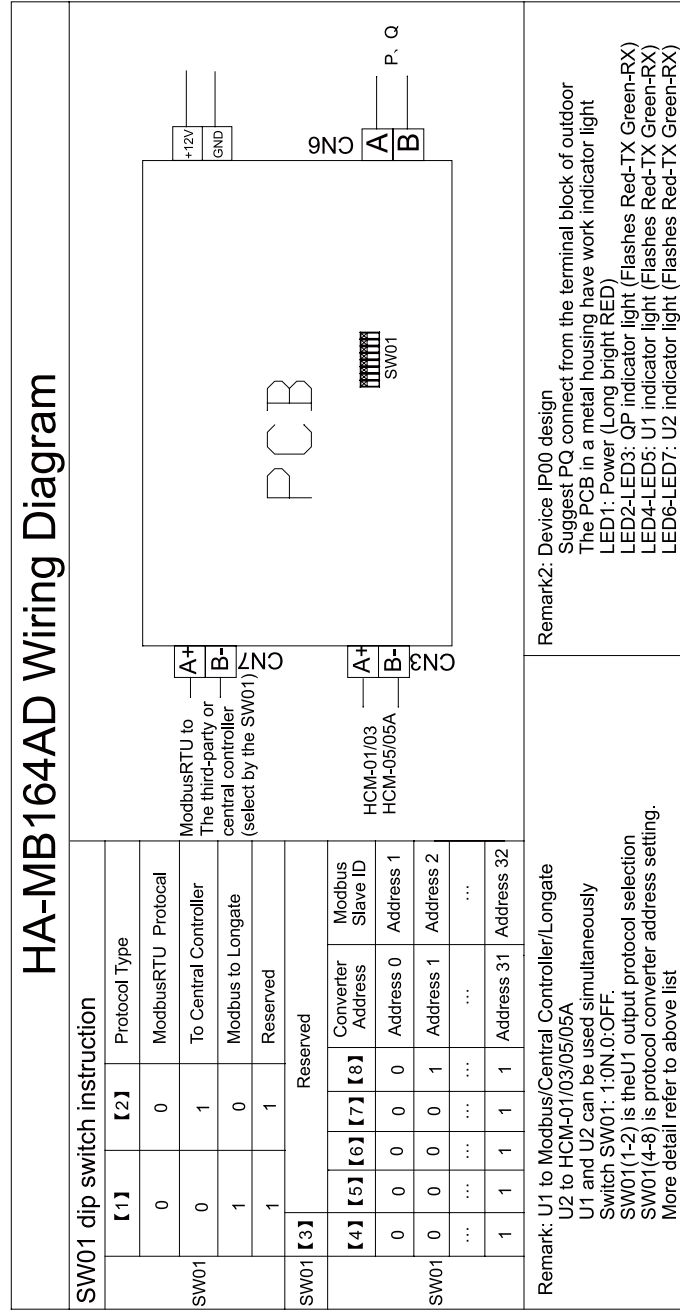 HA-MB164AD Wiring Diagram
SW01 dip switch instruction
SW01 【1】 【2】 Protocol Type
0 0 ModbusRTU Protocal
0 1 To Central Controller
1 0 Modbus to Longate
1 1 Reserved
SW01 【3】 Reserved
SW01 【4】 【5】 【6】 【7】 【8】 Converter Address Modbus Slave ID
0 0 0 0 0 Address 0 Address 1
0 0 0 0 1 Address 1 Address 2
... ... ... ... ... ... ...
1 1 1 1 1 Address 31 Address 32
ModbusRTU to
The third-party or
central controller
(select by the SW01)
A+
B-
CN7
HCM-01/03
HCM-05/05A
A+
B-
CN3
PCB
SW01
+12V
GND
CN6
A
B
P、Q
Remark: U1 to Modbus/Central Controller/Longate
U2 to HCM-01/03/05/05A
U1 and U2 can be used simultaneously
Switch SW01: 1:0N.0:OFF.
SW01(1-2) is theU1 output protocol selection
SW01(4-8) is protocol converter address setting.
More detail refer to above list
Remark2: Device IP00 design
Suggest PQ connect from the terminal block of outdoor
The PCB in a metal housing have work indicator light
LED1: Power (Long bright RED)
LED2-LED3: QP indicator light (Flashes Red-TX Green-RX)
LED4-LED5: U1 indicator light (Flashes Red-TX Green-RX)
LED6-LED7: U2 indicator light (Flashes Red-TX Green-RX)